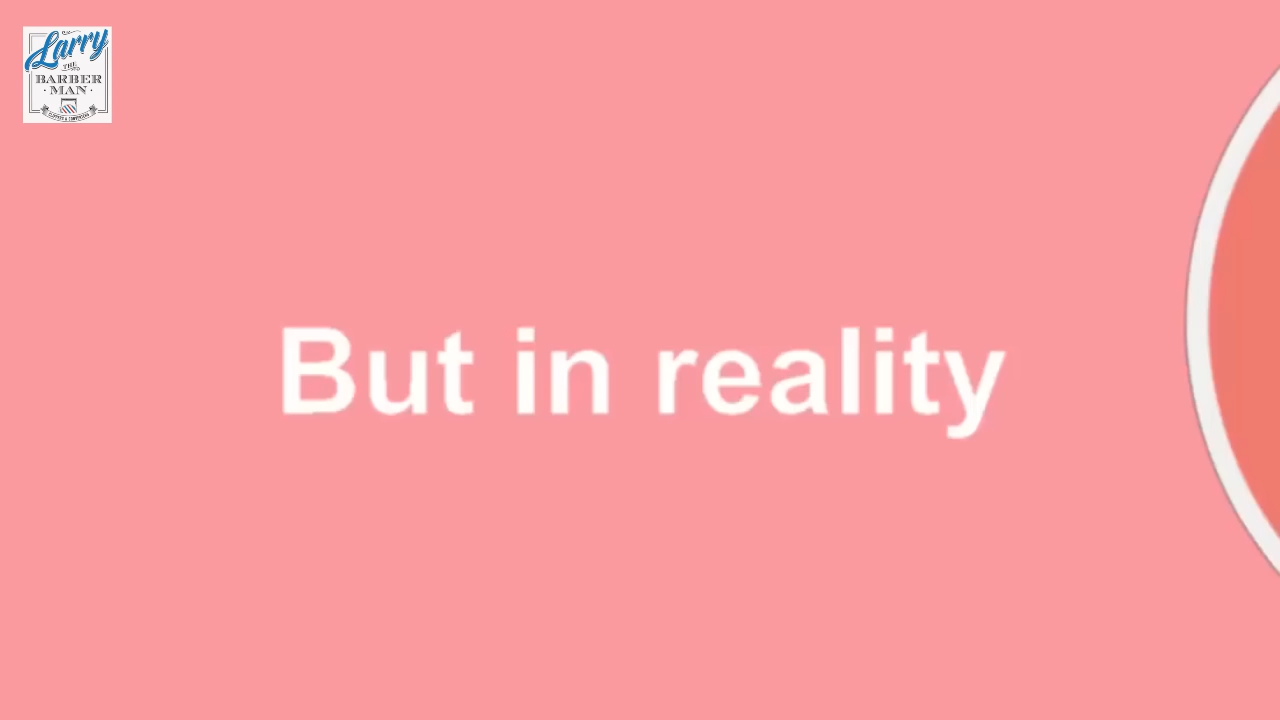 Larry
THE
BARBER
· MAN ·
But in reality